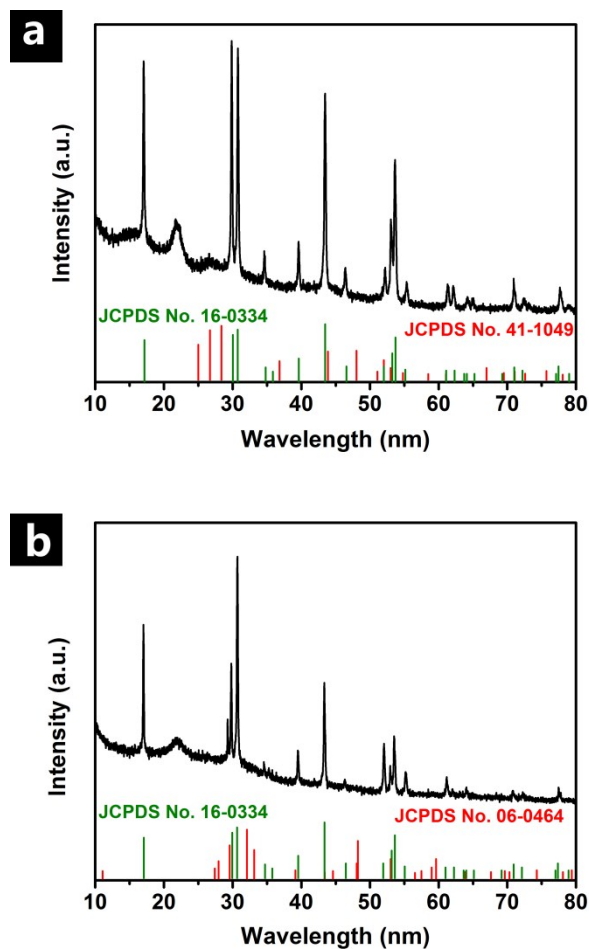 a
Intensity (a.u.)
JCPDS No. 16-0334
JCPDS No. 41-1049
10 20 30 40 50 60 70 80
Wavelength (nm)
b
Intensity (a.u.)
JCPDS No. 16-0334
JCPDS No. 06-0464
10 20 30 40 50 60 70 80
Wavelength (nm)